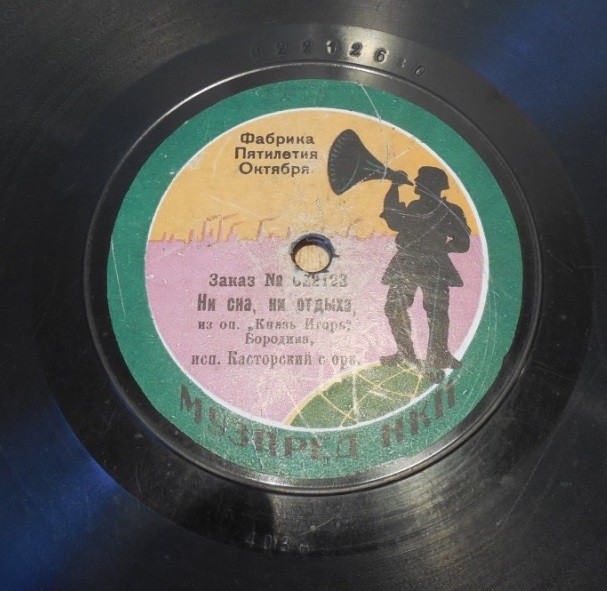 Фабрика
Пятилетия
Октября
Заказ №
Ни сна, ни отдыха,
из оп. „Князь Игорь"
Бородина,
исп. Касторский с орк.
МУЗПРЕД НКП